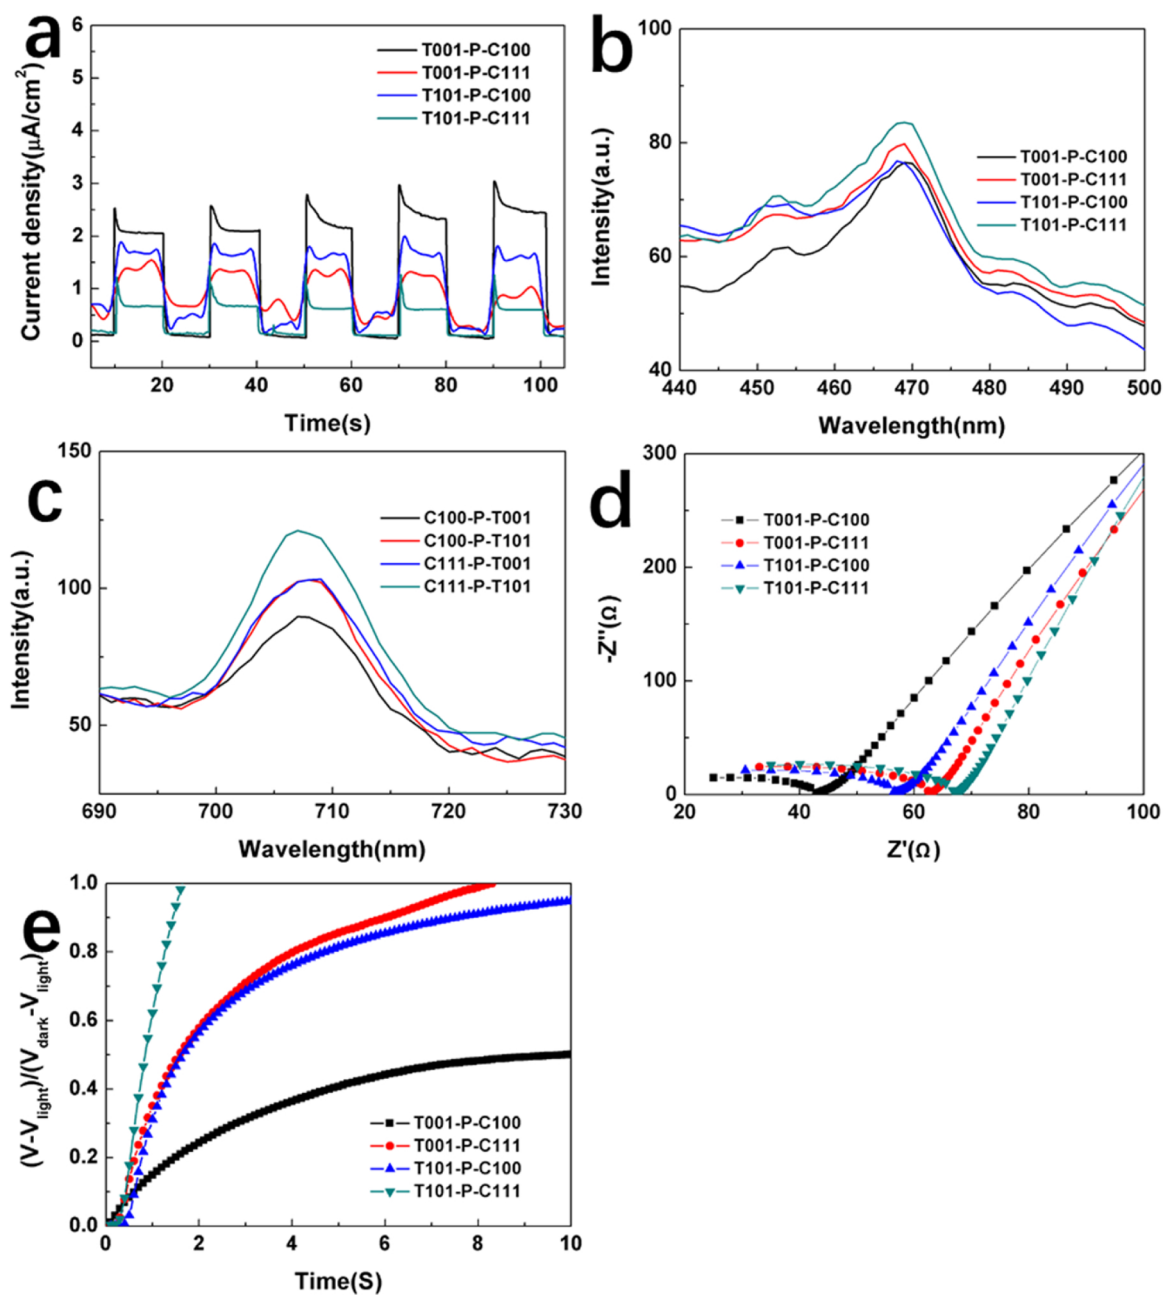 a
6
5
4
3
2
1
0
Current density(μA/cm²)
T001-P-C100
T001-P-C111
T101-P-C100
T101-P-C111
20 40 60 80 100
Time(s)
b
100
80
60
40
Intensity(a.u.)
T001-P-C100
T001-P-C111
T101-P-C100
T101-P-C111
440 450 460 470 480 490 500
Wavelength(nm)
c
150
100
50
Intensity(a.u.)
C100-P-T001
C100-P-T101
C111-P-T001
C111-P-T101
690 700 710 720 730
Wavelength(nm)
d
300
200
100
0
-Z''(Ω)
T001-P-C100
T001-P-C111
T101-P-C100
T101-P-C111
20 40 60 80 100
Z'(Ω)
e
1.0
0.8
0.6
0.4
0.2
0.0
(V-Vlight)/(Vdark-Vlight)
T001-P-C100
T001-P-C111
T101-P-C100
T101-P-C111
0 2 4 6 8 10
Time(S)